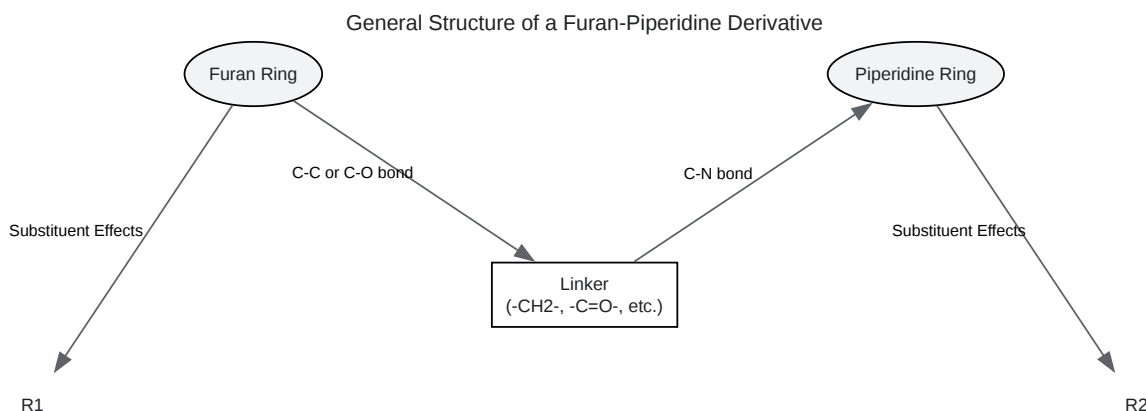 General Structure of a Furan-Piperidine Derivative
Furan Ring
Piperidine Ring
C-C or C-O bond
C-N bond
Substituent Effects
Substituent Effects
Linker
(-CH2-, -C=O-, etc.)
R1
R2